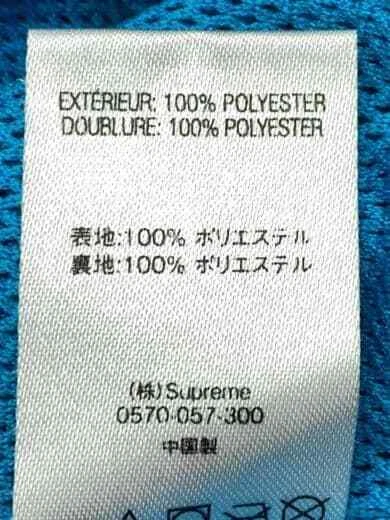 EXTÉRIEUR: 100% POLYESTER
DOUBLURE: 100% POLYESTER
表地:100% ポリエステル
裏地:100% ポリエステル
(株) Supreme
0570-057-300
中国製